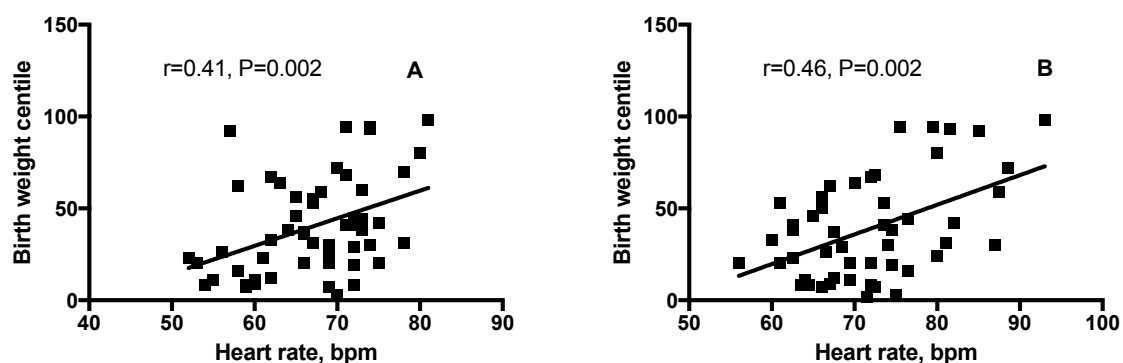 150
100
50
0
Birth weight centile
r=0.41, P=0.002
A
40 50 60 70 80 90
Heart rate, bpm
150
100
50
0
Birth weight centile
r=0.46, P=0.002
B
50 60 70 80 90 100
Heart rate, bpm